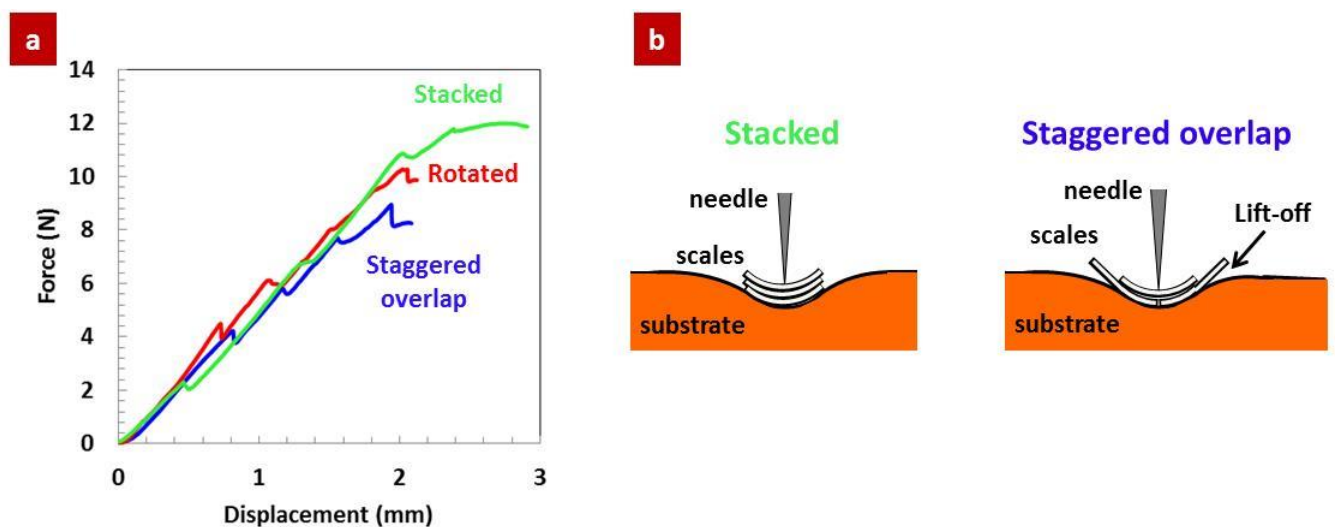 a
14
12
10
8
6
4
2
0
Force (N)
0 1 2 3
Displacement (mm)
Stacked
Rotated
Staggered
overlap
b
Stacked
needle
scales
substrate
Staggered overlap
needle
Lift-off
scales
substrate